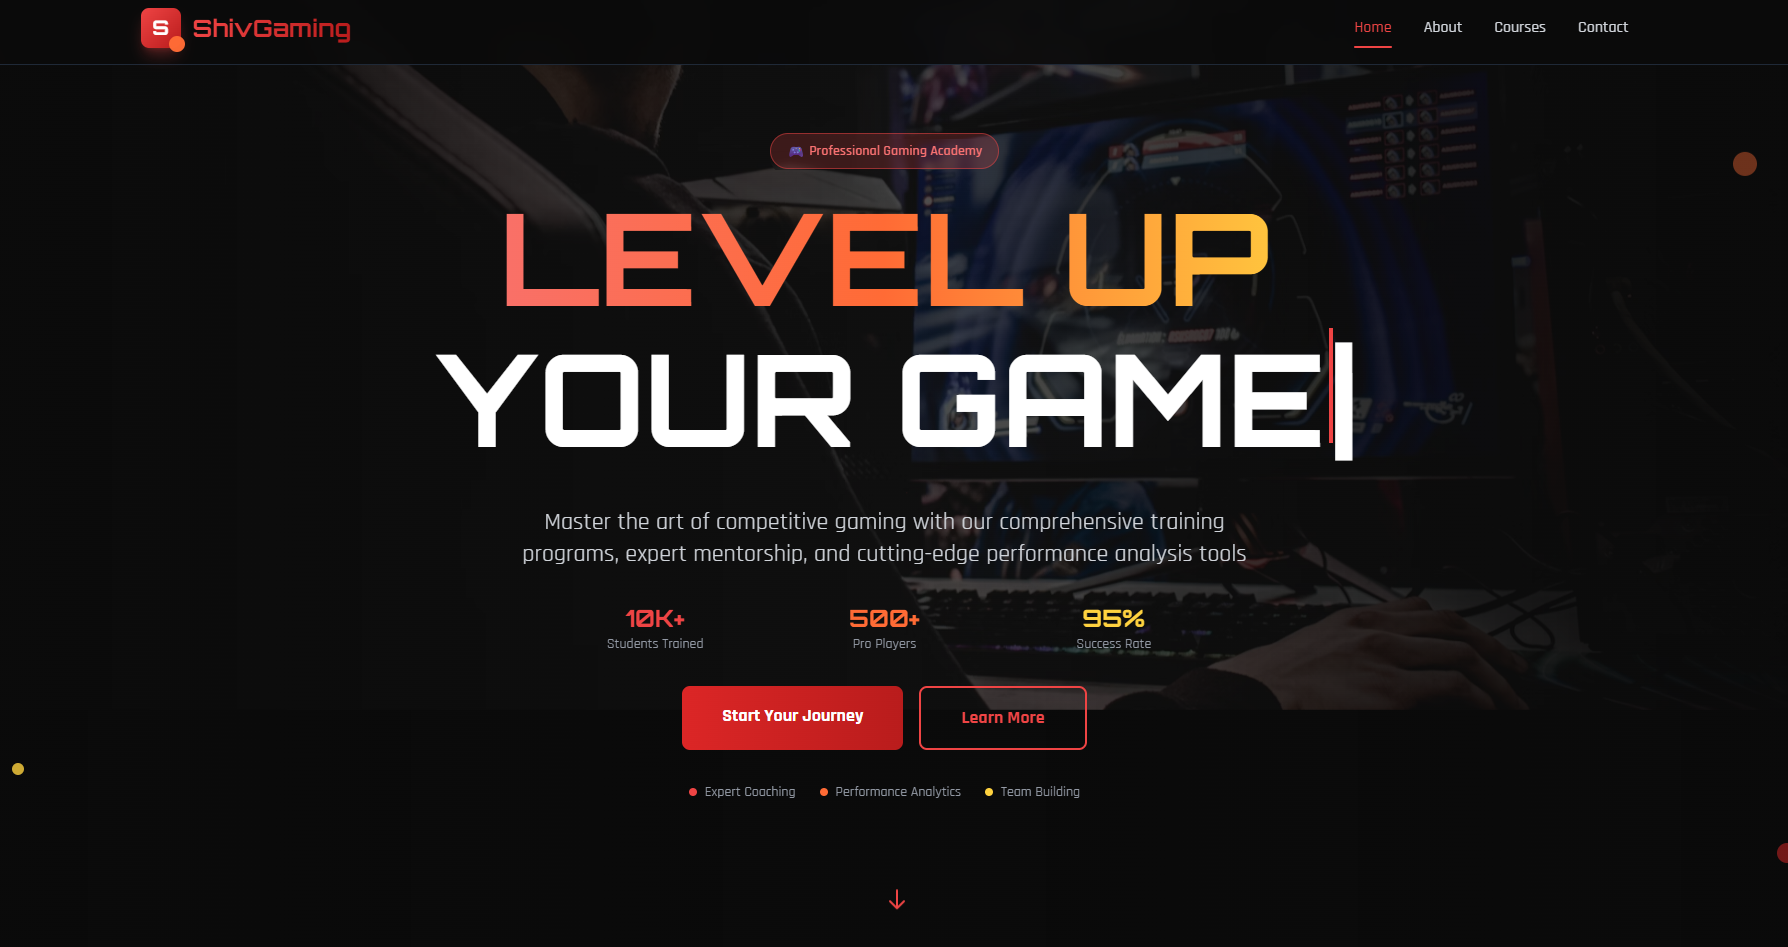 S ShivGaming
Home About Courses Contact
🎮 Professional Gaming Academy
LEVEL UP
YOUR GAME|
Master the art of competitive gaming with our comprehensive training
programs, expert mentorship, and cutting-edge performance analysis tools
10K+ 500+ 95%
Students Trained Pro Players Success Rate
Start Your Journey Learn More
Expert Coaching Performance Analytics Team Building